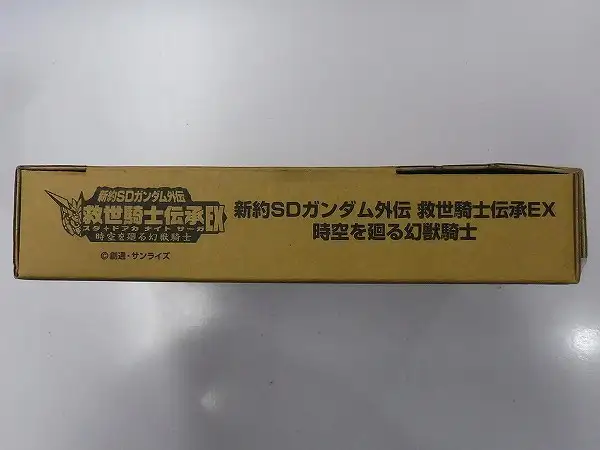 新約SDガンダム外伝
救世騎士伝承EX
スタ ドアカ ナイト サーガ
時空を廻る幻獣騎士
©創通・サンライズ
新約SDガンダム外伝 救世騎士伝承EX
時空を廻る幻獣騎士